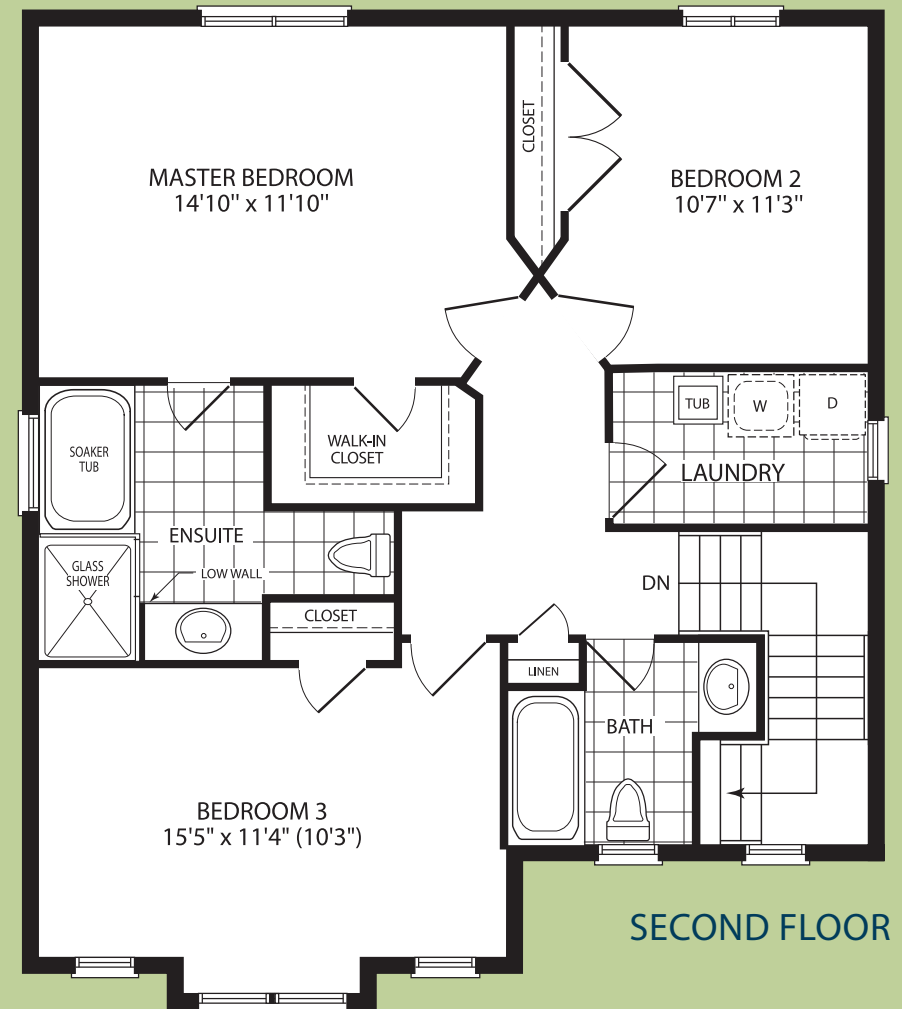 CLOSET
MASTER BEDROOM
14'10" x 11'10"
BEDROOM 2
10'7" x 11'3"
TUB
W
D
SOAKER
TUB
WALK-IN
CLOSET
LAUNDRY
ENSUITE
GLASS
SHOWER
LOW WALL
DN
CLOSET
LINEN
BATH
BEDROOM 3
15'5" x 11'4" (10'3")
SECOND FLOOR